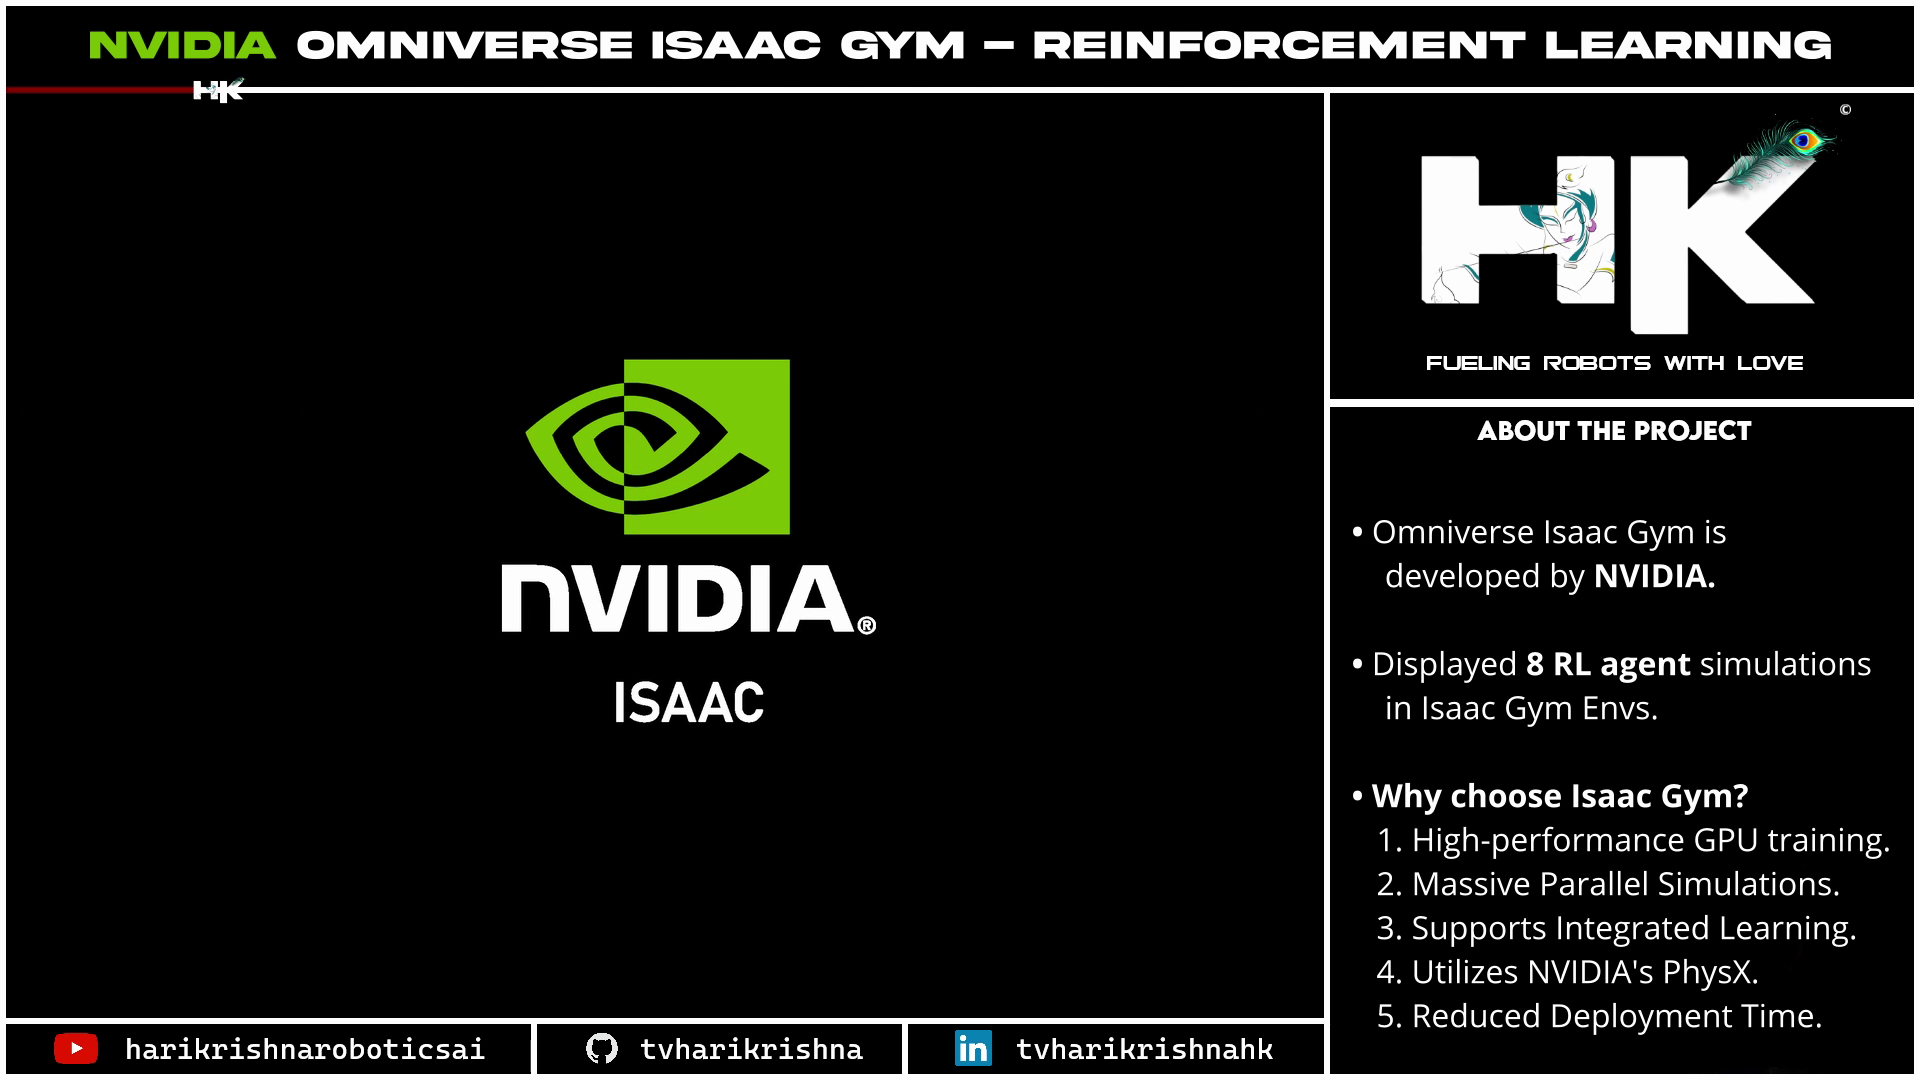 NVIDIA OMNIVERSE ISAAC GYM – REINFORCEMENT LEARNING
HK
©
HK
FUELING ROBOTS WITH LOVE
NVIDIA®
ISAAC
ABOUT THE PROJECT
• Omniverse Isaac Gym is
developed by NVIDIA.
• Displayed 8 RL agent simulations
in Isaac Gym Envs.
• Why choose Isaac Gym?
1. High-performance GPU training.
2. Massive Parallel Simulations.
3. Supports Integrated Learning.
4. Utilizes NVIDIA's PhysX.
5. Reduced Deployment Time.
harikrishnaroboticsai
tvharikrishna
in tvharikrishnahk